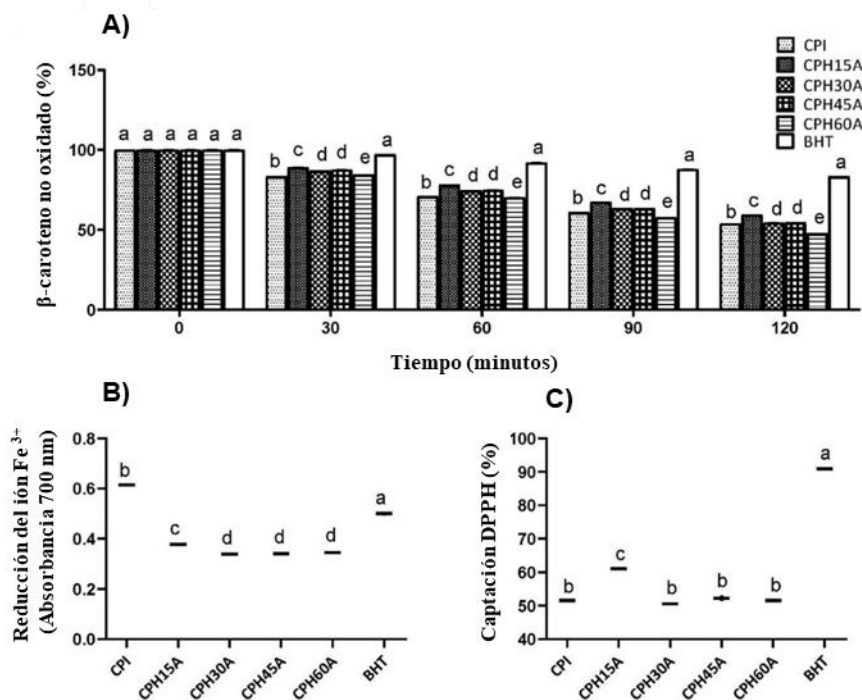 A)
CPI
CPH15A
CPH30A
CPH45A
CPH60A
BHT
β-caroteno no oxidado (%)
150
100
50
0
a a a a a a
b c d d e a
b c d d e a
b c d d e a
b c d d e a
0 30 60 90 120
Tiempo (minutos)
B)
Reducción del ión Fe 3+
(Absorbancia 700 nm)
0.8
0.6
0.4
0.2
0.0
b c d d d a
CPI CPH15A CPH30A CPH45A CPH60A BHT
C)
Captación DPPH (%)
100
90
80
70
60
50
40
b c b b b a
CPI CPH15A CPH30A CPH45A CPH60A BHT